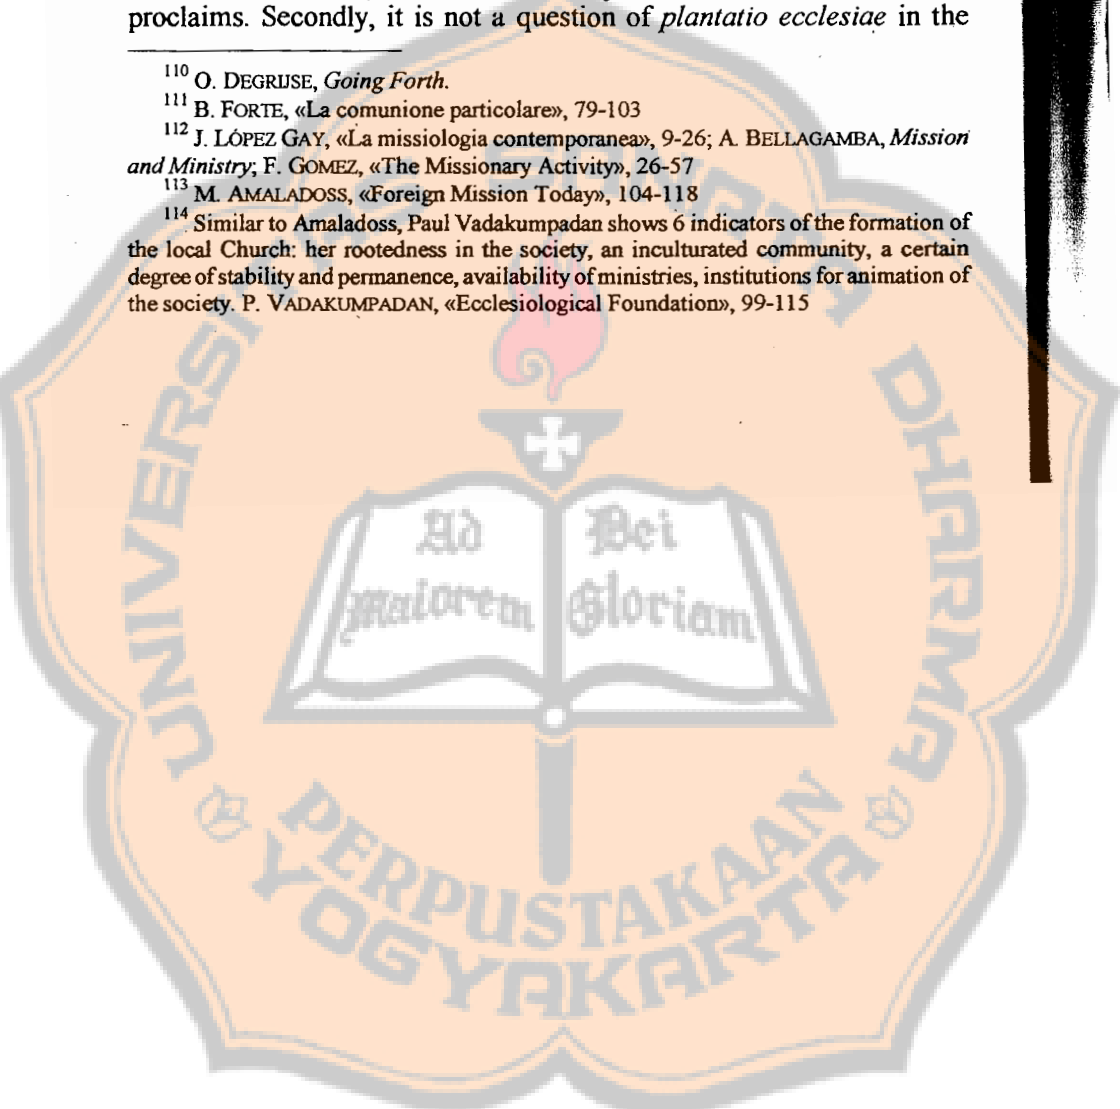 proclaims. Secondly, it is not a question of plantatio ecclesiae in the
110 O. DEGRIJSE, Going Forth.
111 B. FORTE, «La comunione particolare», 79-103
112 J. LÓPEZ GAY, «La missiologia contemporanea», 9-26; A. BELLAGAMBA, Mission
and Ministry; F. GOMEZ, «The Missionary Activity», 26-57
113 M. AMALADOSS, «Foreign Mission Today», 104-118
114 Similar to Amaladoss, Paul Vadakumpadan shows 6 indicators of the formation of
the local Church: her rootedness in the society, an inculturated community, a certain
degree of stability and permanence, availability of ministries, institutions for animation of
the society. P. VADAKUMPADAN, «Ecclesiological Foundation», 99-115
UNIVERSITAS SANATA DHARMA
Ad Dei
maiorem Gloriam
PERPUSTAKAAN
YOGYAKARTA